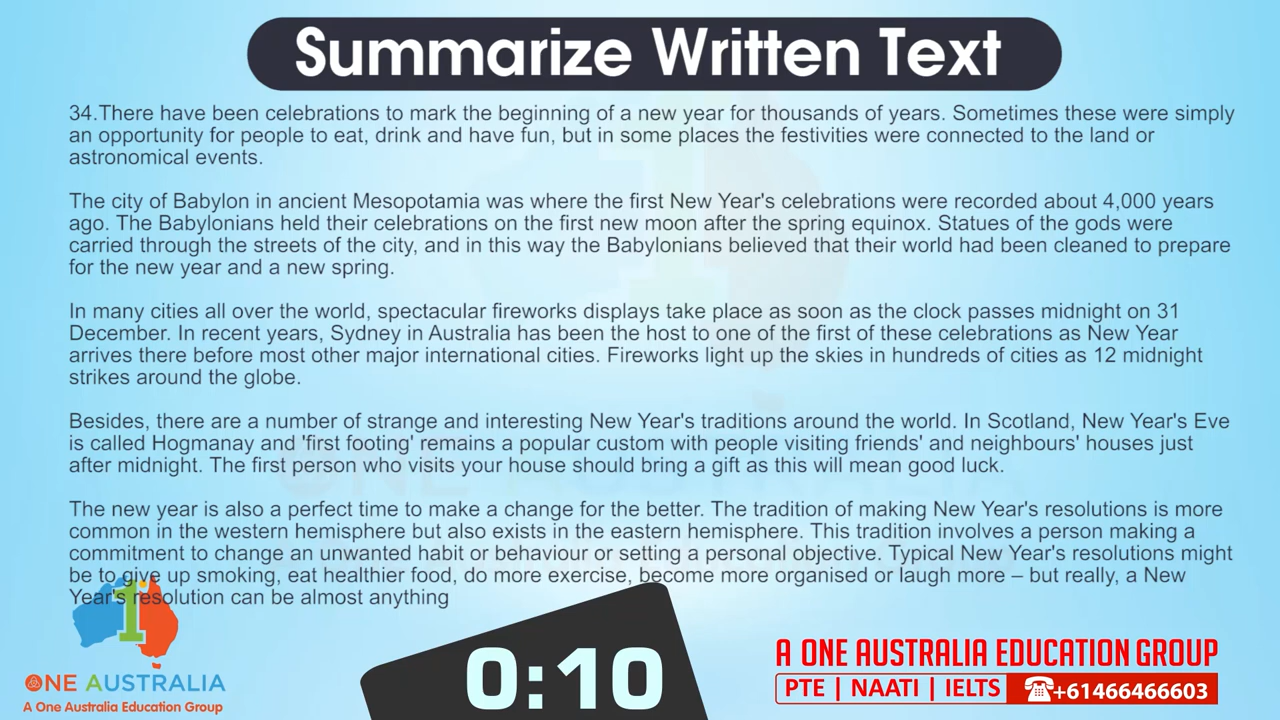 Summarize Written Text
34.There have been celebrations to mark the beginning of a new year for thousands of years. Sometimes these were simply
an opportunity for people to eat, drink and have fun, but in some places the festivities were connected to the land or
astronomical events.
The city of Babylon in ancient Mesopotamia was where the first New Year's celebrations were recorded about 4,000 years
ago. The Babylonians held their celebrations on the first new moon after the spring equinox. Statues of the gods were
carried through the streets of the city, and in this way the Babylonians believed that their world had been cleaned to prepare
for the new year and a new spring.
In many cities all over the world, spectacular fireworks displays take place as soon as the clock passes midnight on 31
December. In recent years, Sydney in Australia has been the host to one of the first of these celebrations as New Year
arrives there before most other major international cities. Fireworks light up the skies in hundreds of cities as 12 midnight
strikes around the globe.
Besides, there are a number of strange and interesting New Year's traditions around the world. In Scotland, New Year's Eve
is called Hogmanay and 'first footing' remains a popular custom with people visiting friends' and neighbours' houses just
after midnight. The first person who visits your house should bring a gift as this will mean good luck.
The new year is also a perfect time to make a change for the better. The tradition of making New Year's resolutions is more
common in the western hemisphere but also exists in the eastern hemisphere. This tradition involves a person making a
commitment to change an unwanted habit or behaviour or setting a personal objective. Typical New Year's resolutions might
be to give up smoking, eat healthier food, do more exercise, become more organised or laugh more – but really, a New
Year's resolution can be almost anything
1
ONE AUSTRALIA
A One Australia Education Group
0:10
A ONE AUSTRALIA EDUCATION GROUP
PTE | NAATI | IELTS
+61466466603